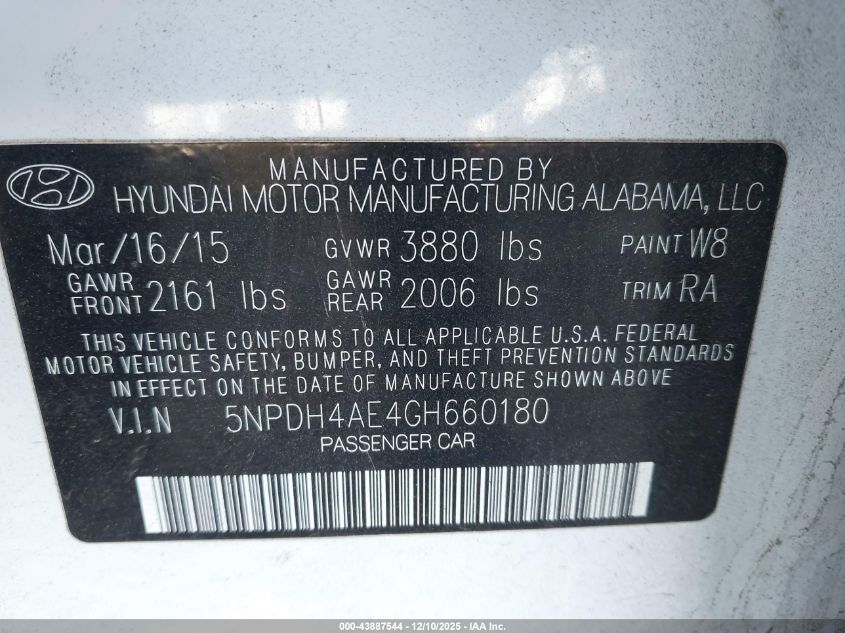 MANUFACTURED BY
HYUNDAI MOTOR MANUFACTURING ALABAMA, LLC
Mar/16/15 GVWR 3880 lbs PAINT W8
GAWR FRONT 2161 lbs GAWR REAR 2006 lbs TRIM RA
THIS VEHICLE CONFORMS TO ALL APPLICABLE U.S.A. FEDERAL
MOTOR VEHICLE SAFETY, BUMPER, AND THEFT PREVENTION STANDARDS
IN EFFECT ON THE DATE OF MANUFACTURE SHOWN ABOVE
V.I.N 5NPDH4AE4GH660180
PASSENGER CAR
000-43887544 - 12/10/2025 - IAA Inc.